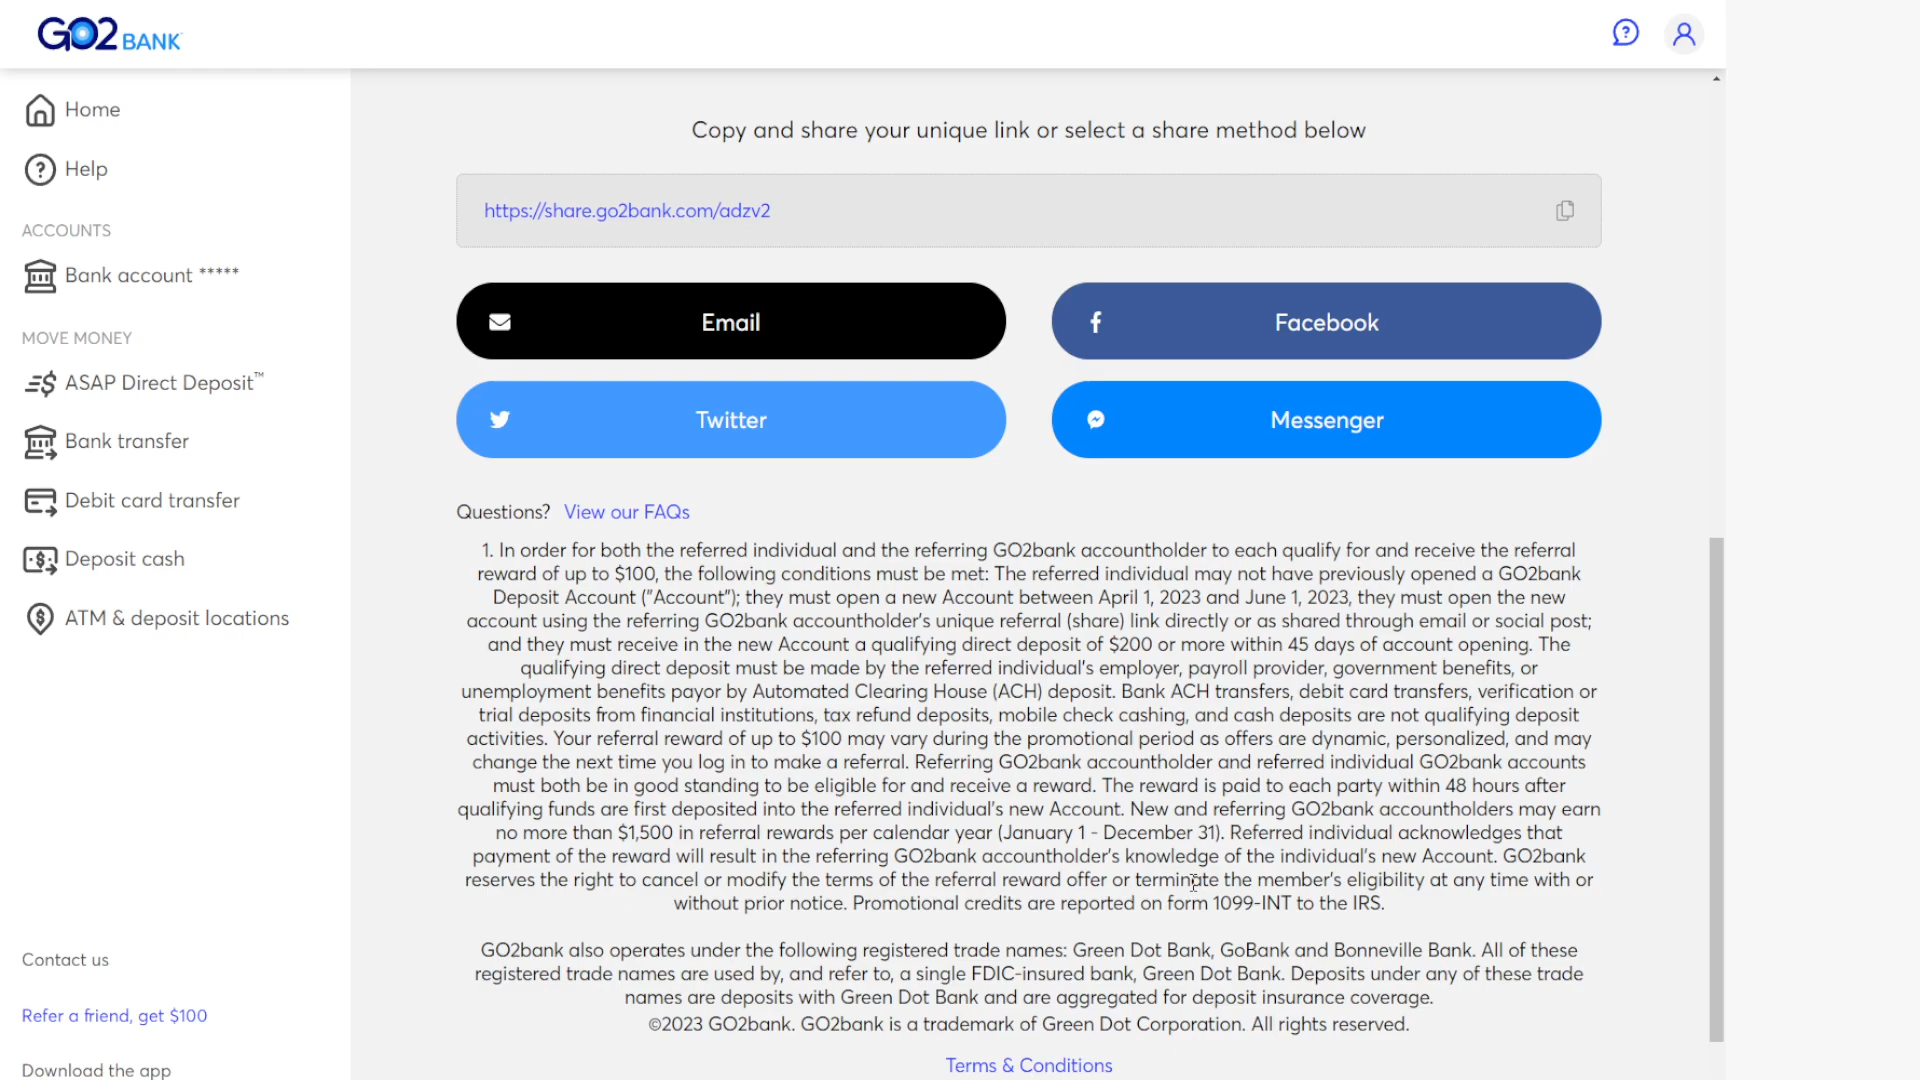 GO2 BANK
Home
Help
ACCOUNTS
Bank account *****
MOVE MONEY
ASAP Direct Deposit™
Bank transfer
Debit card transfer
Deposit cash
ATM & deposit locations
Contact us
Refer a friend, get $100
Download the app
Copy and share your unique link or select a share method below
https://share.go2bank.com/adzv2
Email
Facebook
Twitter
Messenger
Questions? View our FAQs
1. In order for both the referred individual and the referring GO2bank accountholder to each qualify for and receive the referral
reward of up to $100, the following conditions must be met: The referred individual may not have previously opened a GO2bank
Deposit Account ("Account"); they must open a new Account between April 1, 2023 and June 1, 2023, they must open the new
account using the referring GO2bank accountholder's unique referral (share) link directly or as shared through email or social post;
and they must receive in the new Account a qualifying direct deposit of $200 or more within 45 days of account opening. The
qualifying direct deposit must be made by the referred individual's employer, payroll provider, government benefits, or
unemployment benefits payor by Automated Clearing House (ACH) deposit. Bank ACH transfers, debit card transfers, verification or
trial deposits from financial institutions, tax refund deposits, mobile check cashing, and cash deposits are not qualifying deposit
activities. Your referral reward of up to $100 may vary during the promotional period as offers are dynamic, personalized, and may
change the next time you log in to make a referral. Referring GO2bank accountholder and referred individual GO2bank accounts
must both be in good standing to be eligible for and receive a reward. The reward is paid to each party within 48 hours after
qualifying funds are first deposited into the referred individual's new Account. New and referring GO2bank accountholders may earn
no more than $1,500 in referral rewards per calendar year (January 1 - December 31). Referred individual acknowledges that
payment of the reward will result in the referring GO2bank accountholder's knowledge of the individual's new Account. GO2bank
reserves the right to cancel or modify the terms of the referral reward offer or terminate the member's eligibility at any time with or
without prior notice. Promotional credits are reported on form 1099-INT to the IRS.
GO2bank also operates under the following registered trade names: Green Dot Bank, GoBank and Bonneville Bank. All of these
registered trade names are used by, and refer to, a single FDIC-insured bank, Green Dot Bank. Deposits under any of these trade
names are deposits with Green Dot Bank and are aggregated for deposit insurance coverage.
©2023 GO2bank. GO2bank is a trademark of Green Dot Corporation. All rights reserved.
Terms & Conditions